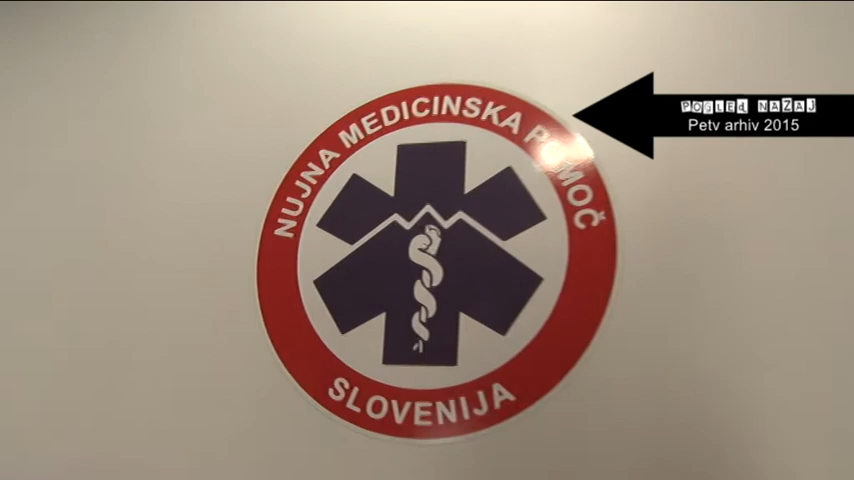 POGLED NAZAJ
Petv arhiv 2015
NUJNA MEDICINSKA POMOČ
SLOVENIJA